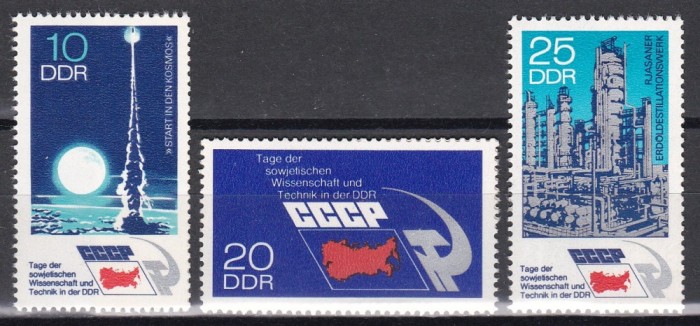 10
DDR
»START IN DEN KOSMOS«
CCCP
Tage der
sowjetischen
Wissenschaft und
Technik in der DDR
Tage der
sowjetischen
Wissenschaft und
Technik in der DDR
CCCP
20
DDR
25
DDR
RJASANER
ERDÖLDESTILLATIONSWERK
CCCP
Tage der
sowjetischen
Wissenschaft und
Technik in der DDR